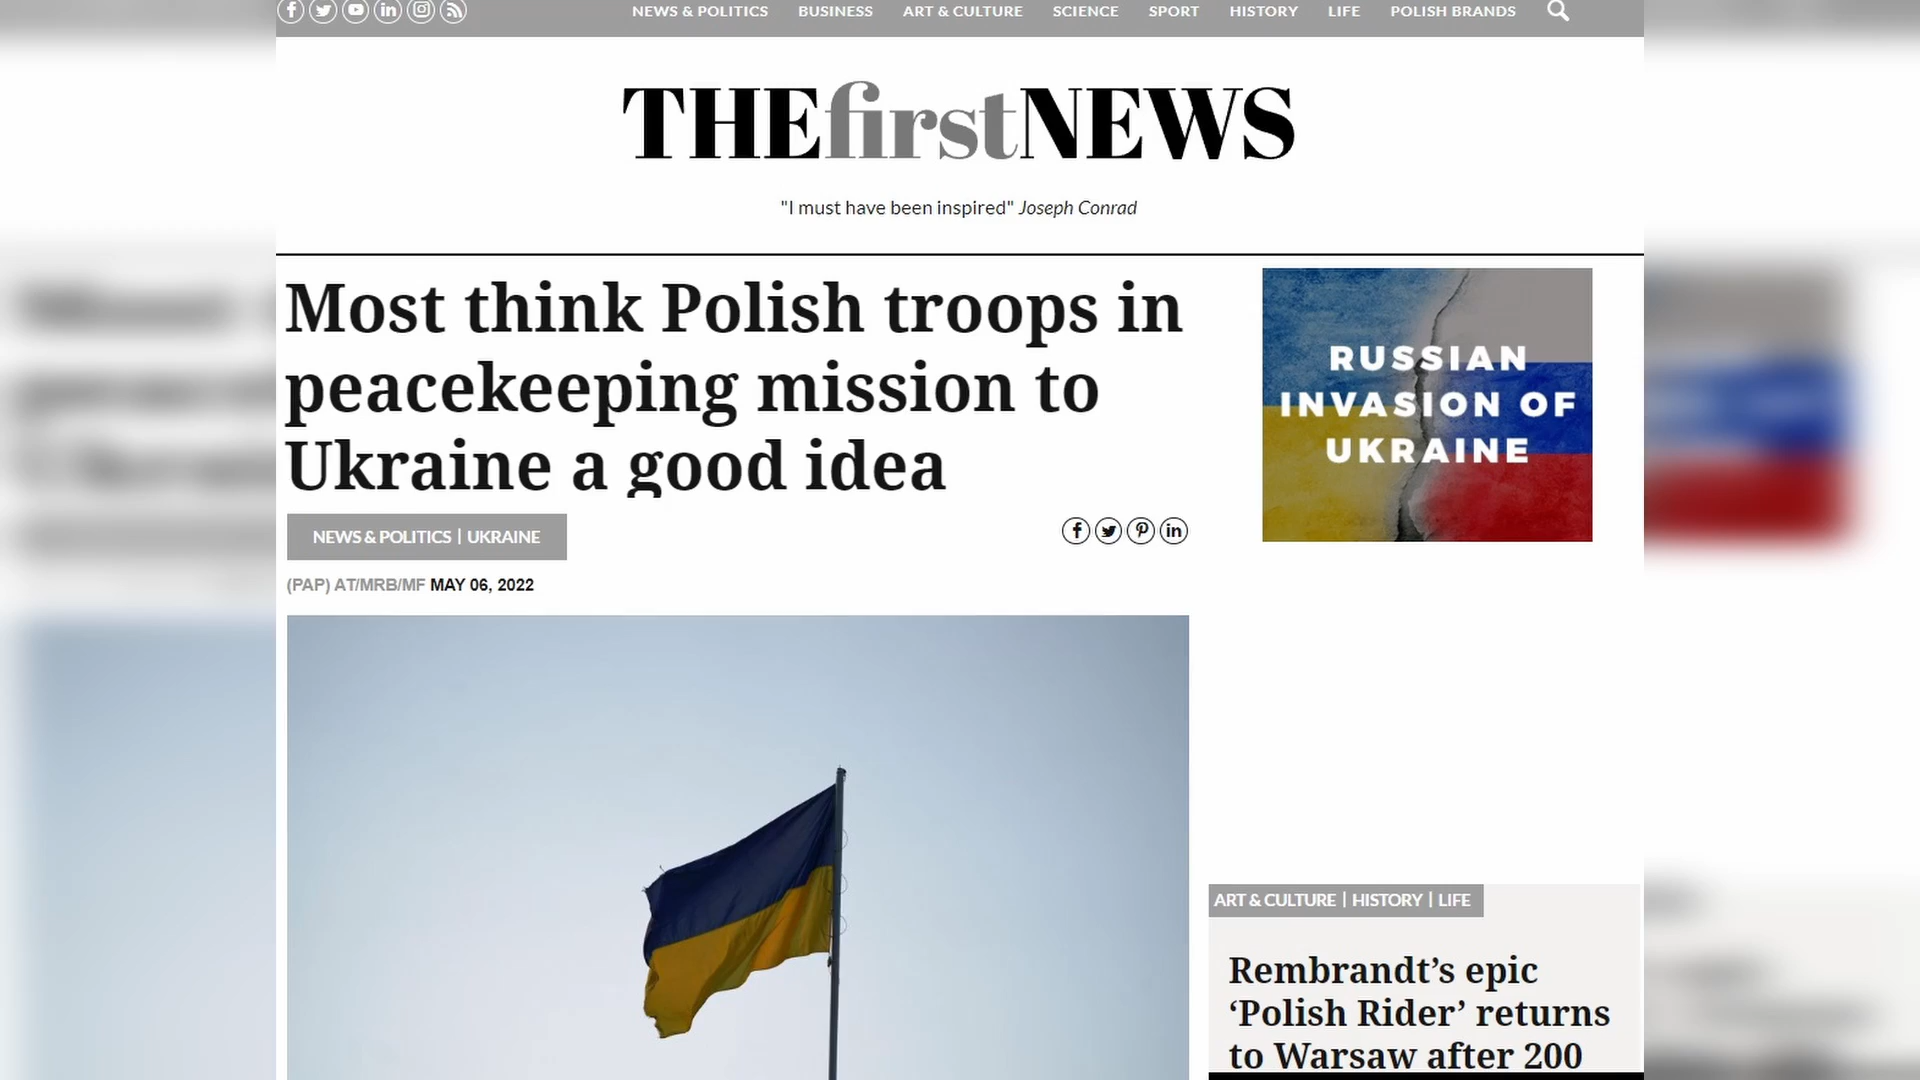 NEWS & POLITICS BUSINESS ART & CULTURE SCIENCE SPORT HISTORY LIFE POLISH BRANDS
THEfirstNEWS
"I must have been inspired" Joseph Conrad
Most think Polish troops in
peacekeeping mission to
Ukraine a good idea
NEWS & POLITICS | UKRAINE
(PAP) AT/MRB/MF MAY 06, 2022
RUSSIAN
INVASION OF
UKRAINE
ART & CULTURE | HISTORY | LIFE
Rembrandt’s epic
‘Polish Rider’ returns
to Warsaw after 200